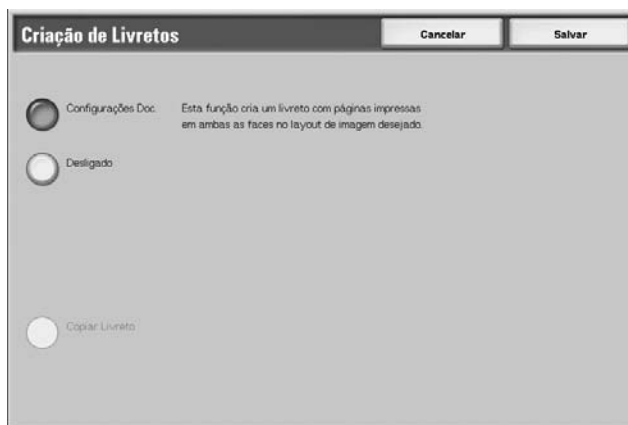 Criação de Livretos
Cancelar
Salvar
Configurações Doc.
Esta função cria um livreto com páginas impressas
em ambas as faces no layout de imagem desejado.
Desligado
Copiar Livreto